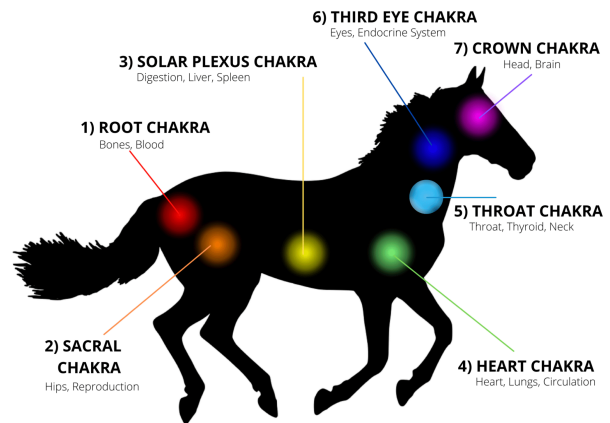 6) THIRD EYE CHAKRA
Eyes, Endocrine System
7) CROWN CHAKRA
Head, Brain
3) SOLAR PLEXUS CHAKRA
Digestion, Liver, Spleen
1) ROOT CHAKRA
Bones, Blood
5) THROAT CHAKRA
Throat, Thyroid, Neck
2) SACRAL
CHAKRA
Hips, Reproduction
4) HEART CHAKRA
Heart, Lungs, Circulation